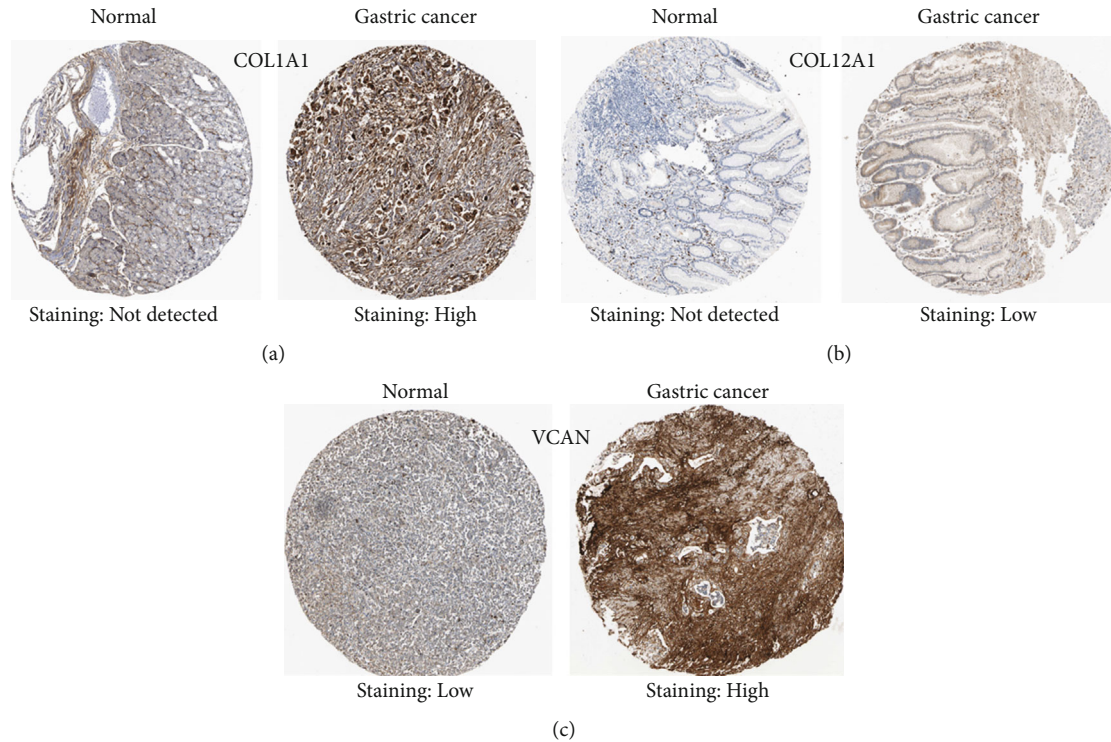 Normal
Gastric cancer
COL1A1
Staining: Not detected
Staining: High
(a)
Normal
Gastric cancer
COL12A1
Staining: Not detected
Staining: Low
(b)
Normal
Gastric cancer
VCAN
Staining: Low
Staining: High
(c)